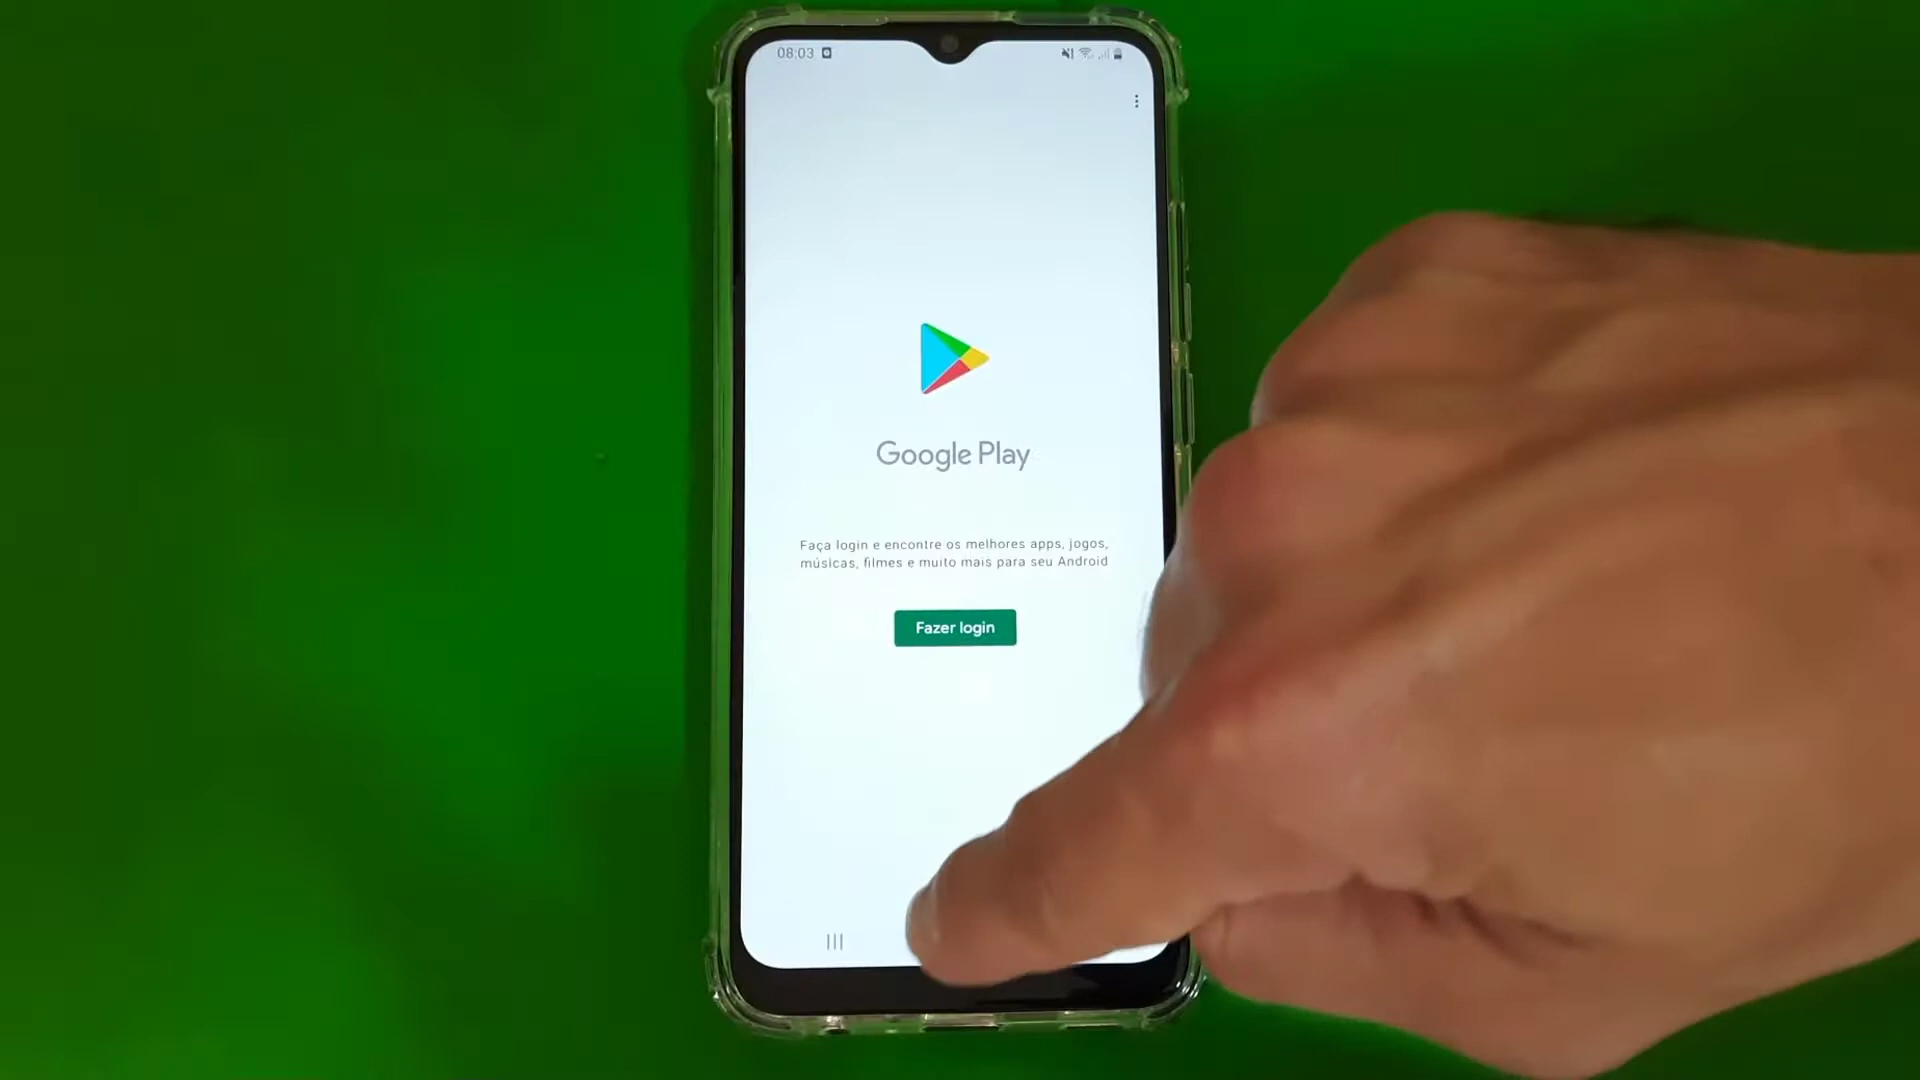 08:03
Google Play
Faça login e encontre os melhores apps, jogos,
músicas, filmes e muito mais para seu Android
Fazer login